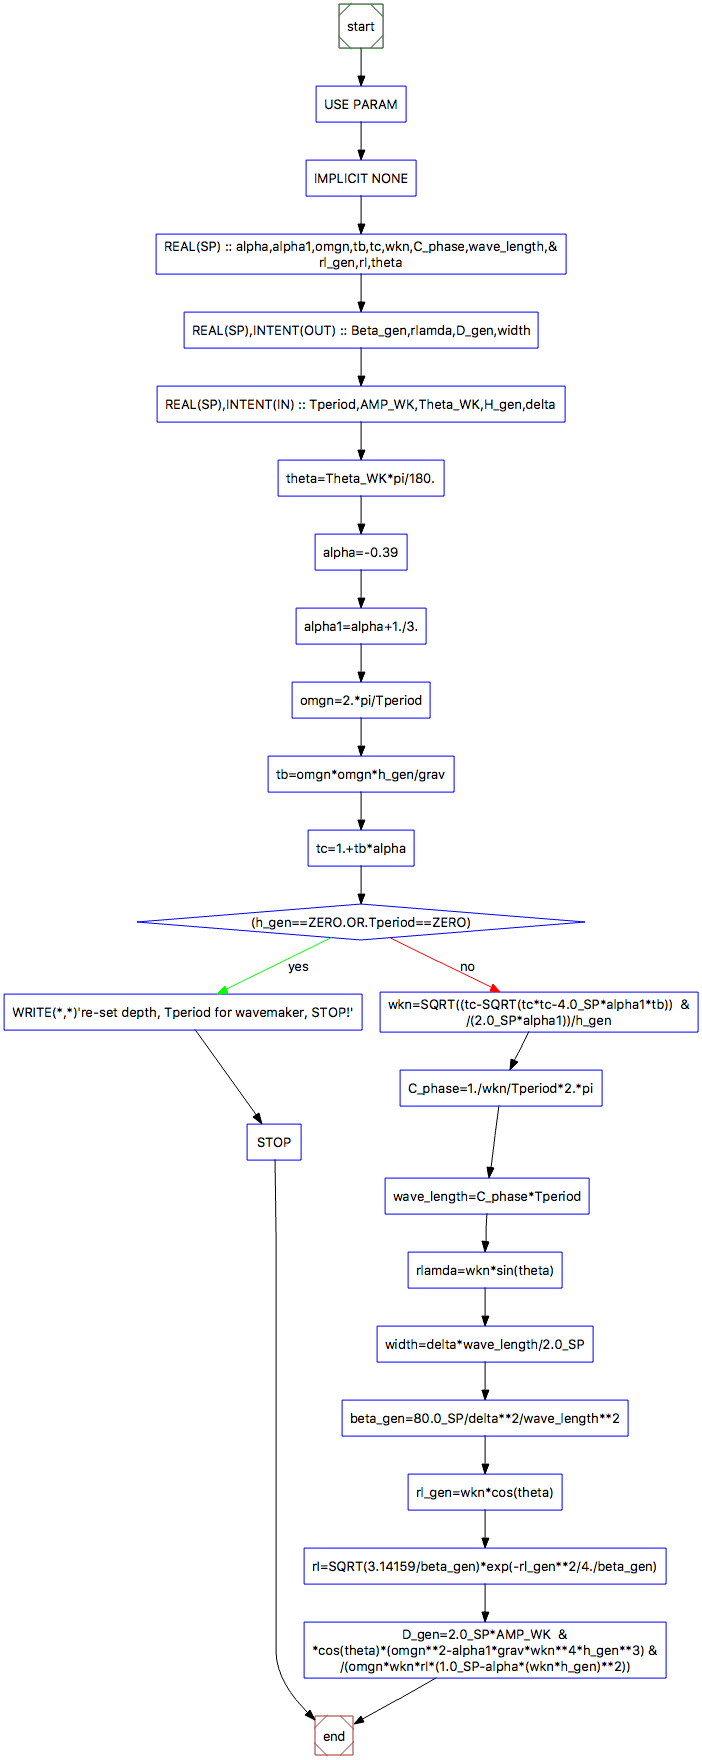 start
USE PARAM
IMPLICIT NONE
REAL(SP) :: alpha,alpha1,omgn,tb,tc,wkn,C_phase,wave_length,&
rl_gen,rl,theta
REAL(SP),INTENT(OUT) :: Beta_gen,rlamda,D_gen,width
REAL(SP),INTENT(IN) :: Tperiod,AMP_WK,Theta_WK,H_gen,delta
theta=Theta_WK*pi/180.
alpha=-0.39
alpha1=alpha+1./3.
omgn=2.*pi/Tperiod
tb=omgn*omgn*h_gen/grav
tc=1.+tb*alpha
(h_gen==ZERO.OR.Tperiod==ZERO)
yes
no
WRITE(*,*)'re-set depth, Tperiod for wavemaker, STOP!'
wkn=SQRT((tc-SQRT(tc*tc-4.0_SP*alpha1*tb))  &
/(2.0_SP*alpha1))/h_gen
C_phase=1./wkn/Tperiod*2.*pi
STOP
wave_length=C_phase*Tperiod
rlamda=wkn*sin(theta)
width=delta*wave_length/2.0_SP
beta_gen=80.0_SP/delta**2/wave_length**2
rl_gen=wkn*cos(theta)
rl=SQRT(3.14159/beta_gen)*exp(-rl_gen**2/4./beta_gen)
D_gen=2.0_SP*AMP_WK  &
*cos(theta)*(omgn**2-alpha1*grav*wkn**4*h_gen**3) &
/(omgn*wkn*rl*(1.0_SP-alpha*(wkn*h_gen)**2))
end